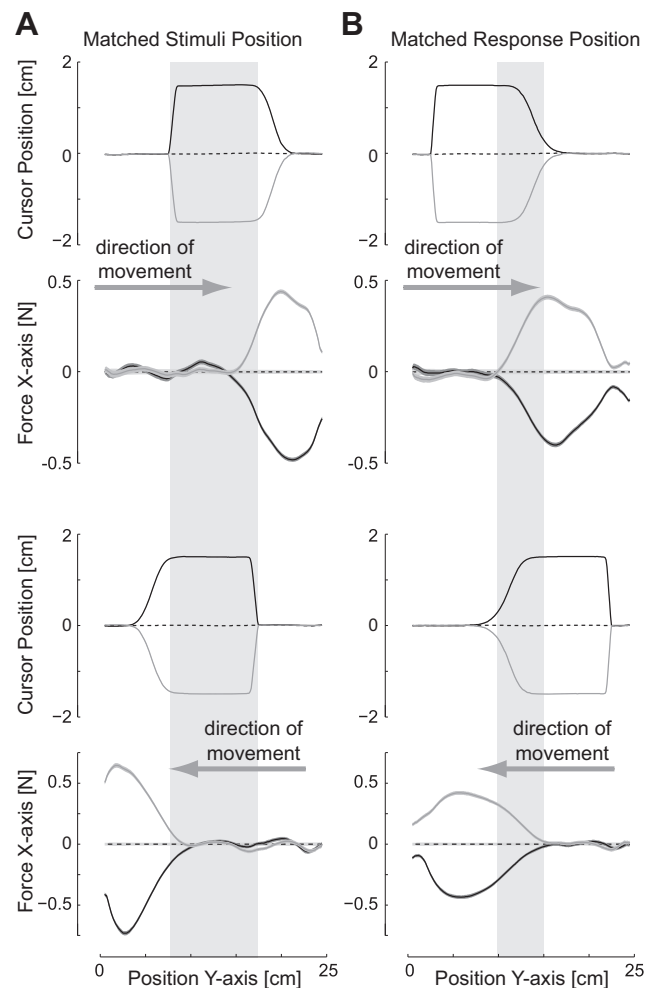 A
B
Matched Stimuli Position
Matched Response Position
Cursor Position [cm]
2
0
−2
2
0
−2
direction of
movement
direction of
movement
Force X-axis [N]
0.5
0
-0.5
0.5
0
-0.5
Cursor Position [cm]
2
0
−2
2
0
−2
direction of
movement
direction of
movement
Force X-axis [N]
0.5
0
−0.5
0.5
0
−0.5
0
Position Y-axis [cm]
25
0
Position Y-axis [cm]
25